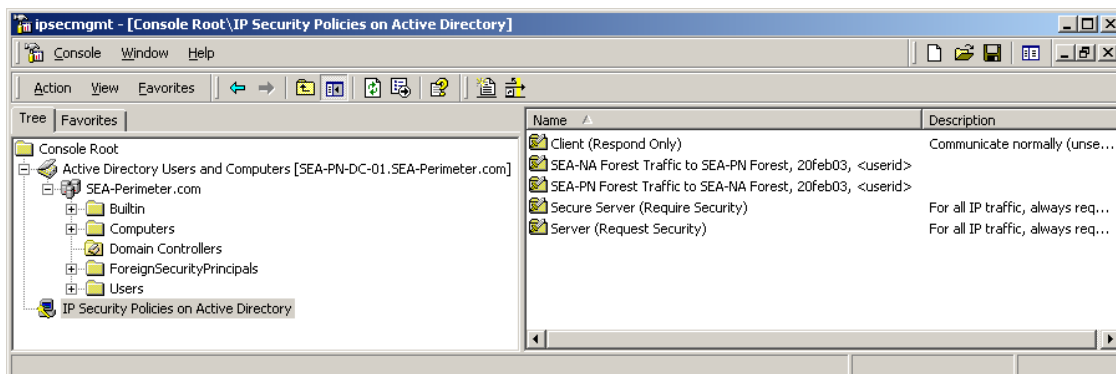 ipsecmgmt - [Console Root\IP Security Policies on Active Directory]
Console Window Help
Action View Favorites
Tree Favorites
Name Description
Console Root
Active Directory Users and Computers [SEA-PN-DC-01.SEA-Perimeter.com]
SEA-Perimeter.com
Builtin
Computers
Domain Controllers
ForeignSecurityPrincipals
Users
IP Security Policies on Active Directory
Client (Respond Only) Communicate normally (unse...
SEA-NA Forest Traffic to SEA-PN Forest, 20feb03, <userid>
SEA-PN Forest Traffic to SEA-NA Forest, 20feb03, <userid>
Secure Server (Require Security) For all IP traffic, always req...
Server (Request Security) For all IP traffic, always req...